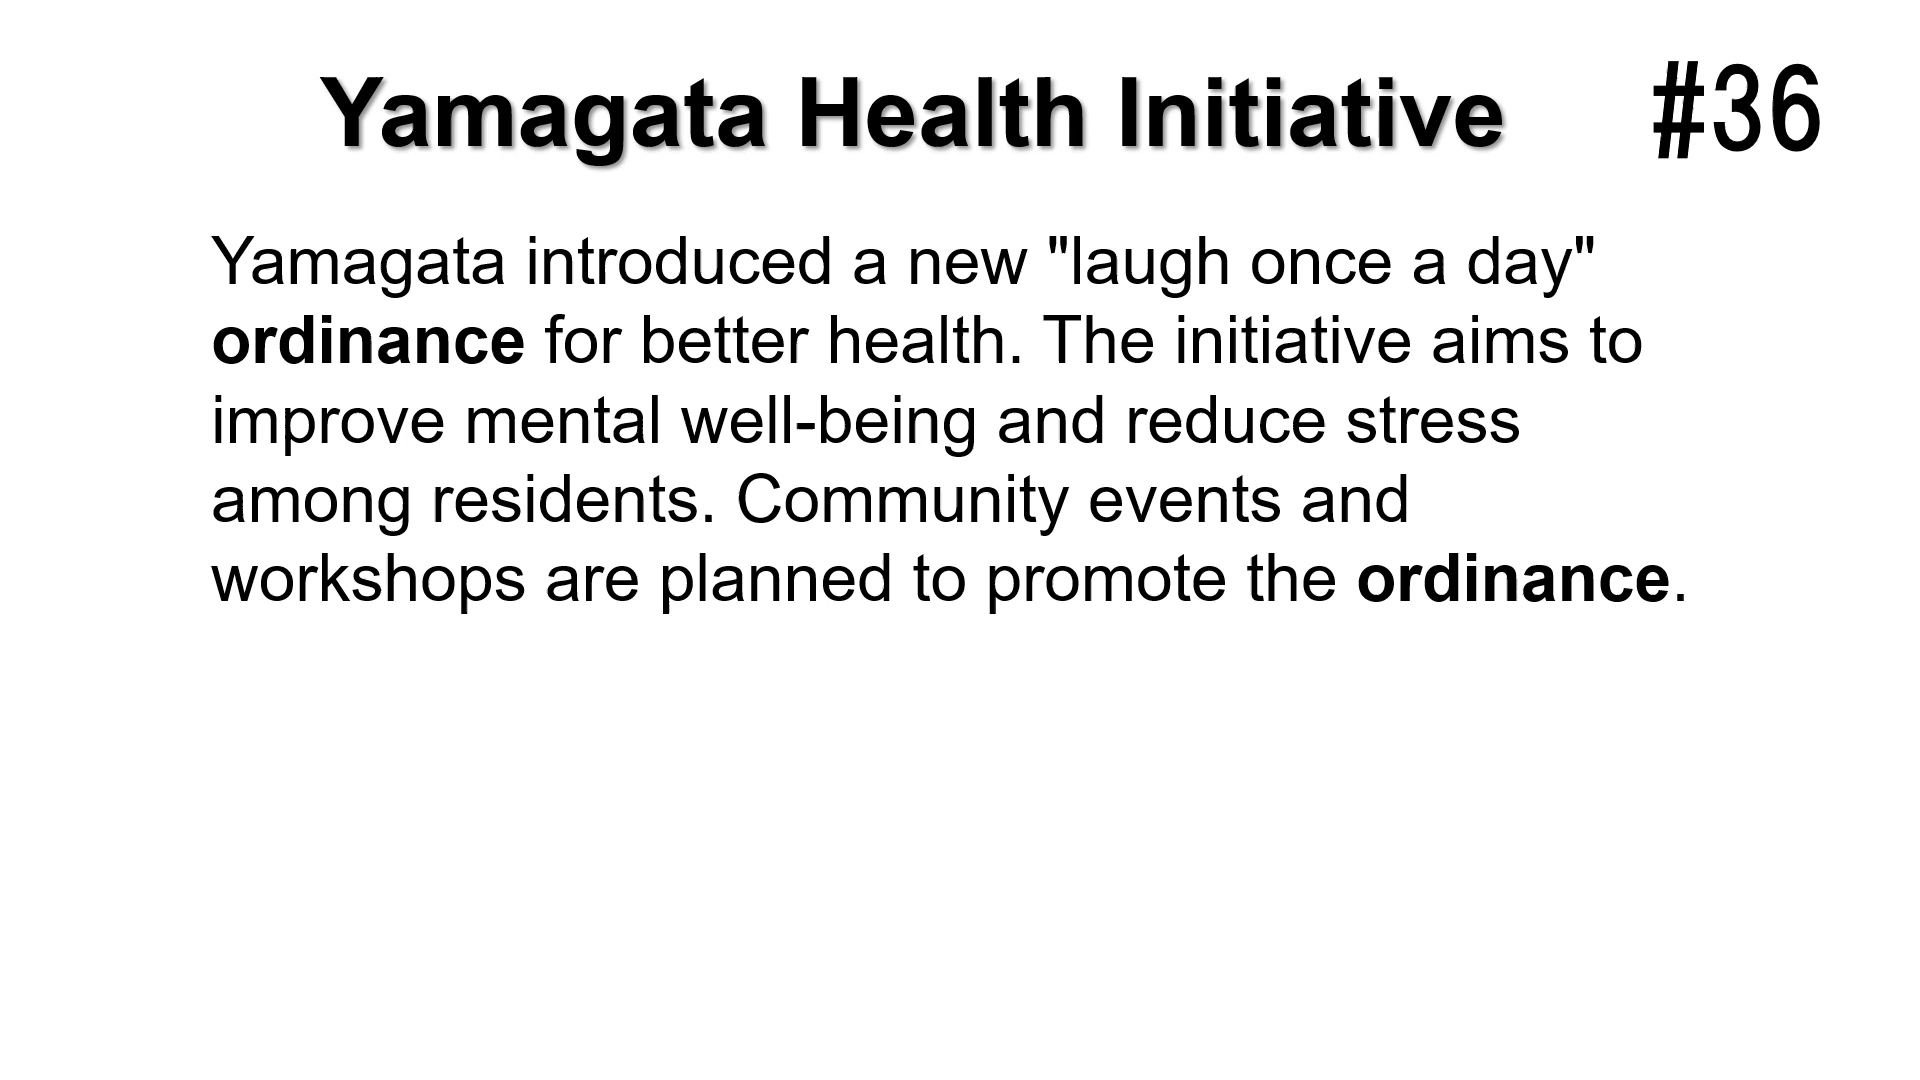 Yamagata Health Initiative
#36
Yamagata introduced a new "laugh once a day"
ordinance for better health. The initiative aims to
improve mental well-being and reduce stress
among residents. Community events and
workshops are planned to promote the ordinance.